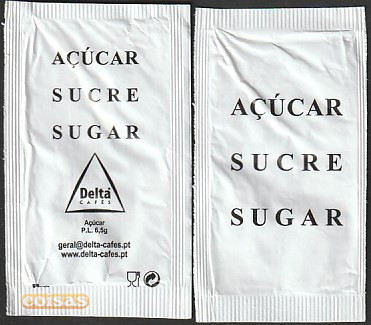 AÇÚCAR
SUCRE
SUGAR
Delta
CAFÉS
Açúcar
P.L. 6,5g
geral@delta-cafes.pt
www.delta-cafes.pt
coisas
AÇÚCAR
SUCRE
SUGAR